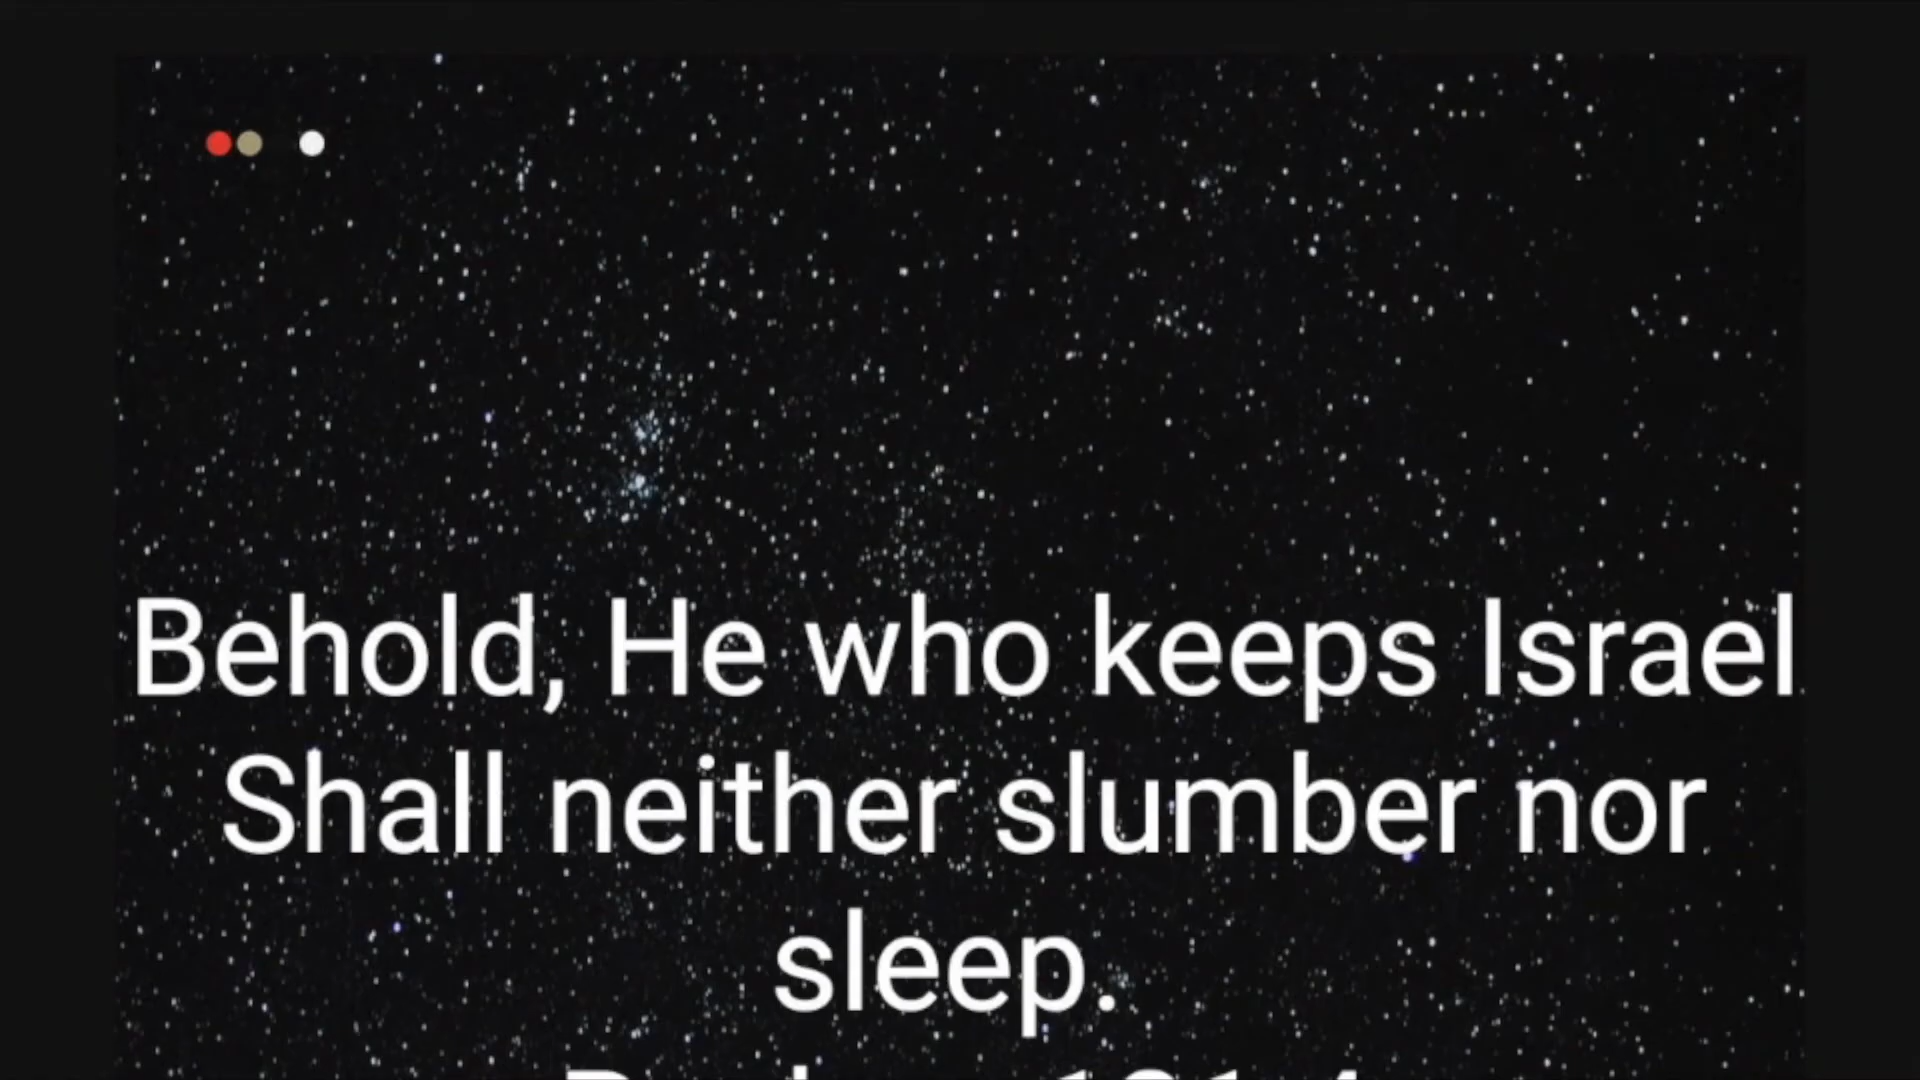 Behold, He who keeps Israel
Shall neither slumber nor
sleep.